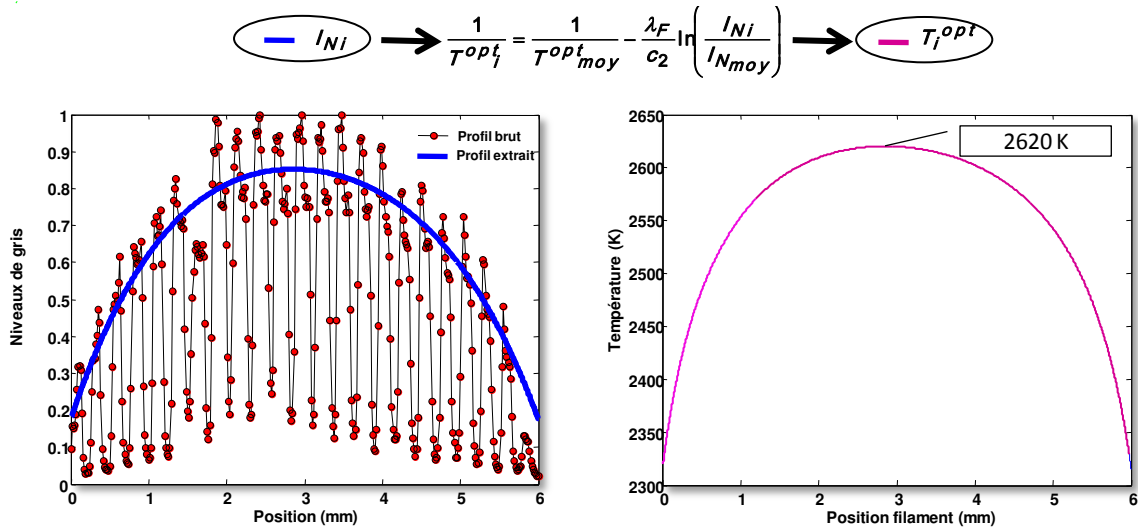 I_Ni → 1/T^opt_i = 1/T^opt_moy − λ_F/c_2 ln(I_Ni/I_Nmoy) → T_i^opt
Niveaux de gris
1
0.9
0.8
0.7
0.6
0.5
0.4
0.3
0.2
0.1
0
Profil brut
Profil extrait
0 1 2 3 4 5 6
Position (mm)
Température (K)
2650
2600
2550
2500
2450
2400
2350
2300
2620 K
0 1 2 3 4 5 6
Position filament (mm)